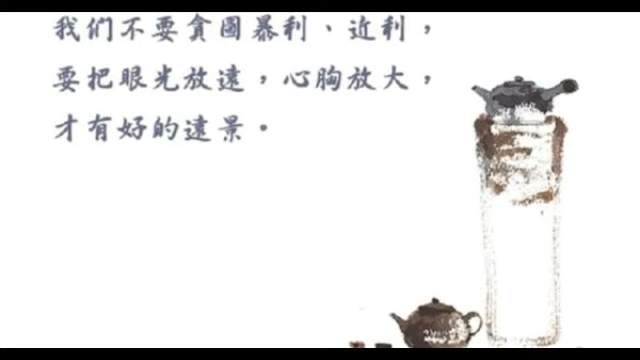 我们不要貪圖暴利、近利，
要把眼光放遠，心胸放大，
才有好的遠景。